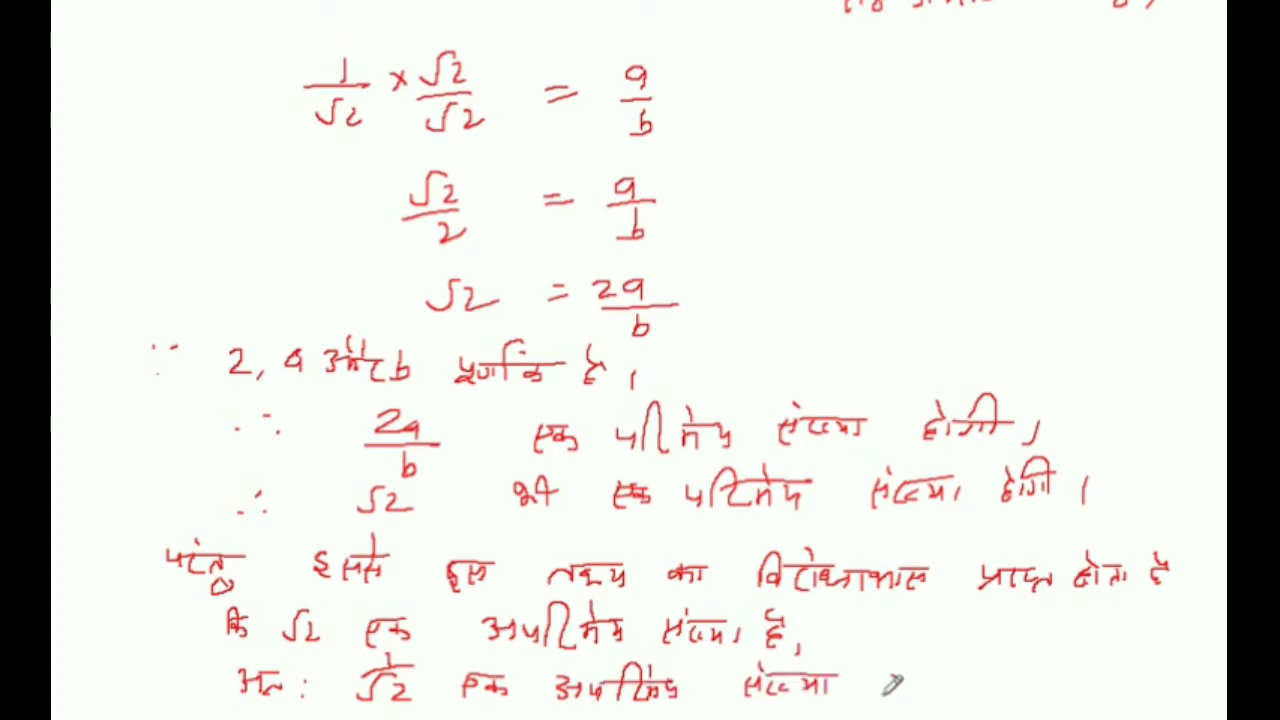 1/√2 × √2/√2 = a/b
√2/2 = a/b
√2 = 2a/b
∵ 2, a और b पूर्णांक है,
∴ 2a/b एक परिमेय संख्या होगी,
∴ √2 भी एक परिमेय संख्या होगी,
परंतु इससे इस तथ्य का विरोधाभास प्राप्त होता है
कि √2 एक अपरिमेय संख्या है,
अतः 1/√2 एक अपरिमेय संख्या